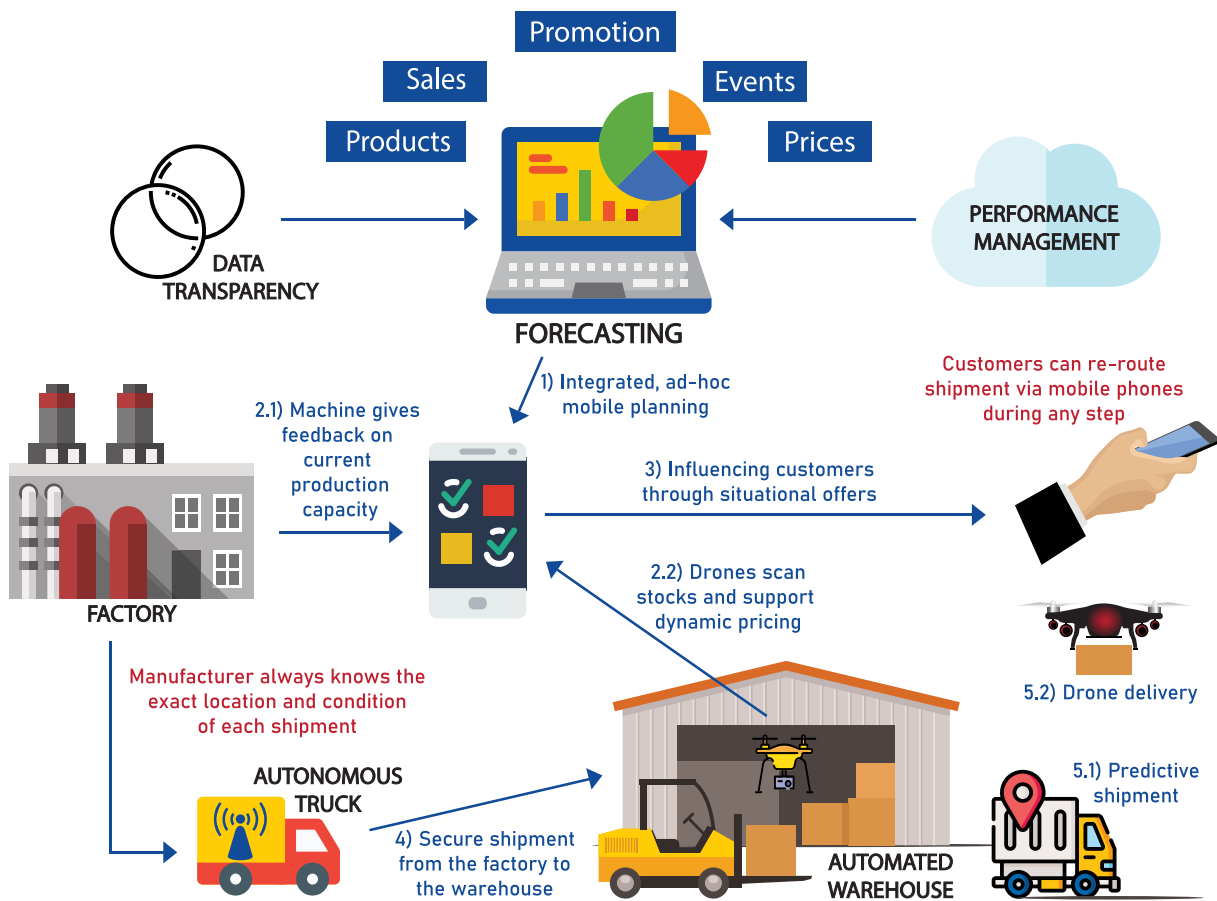 Promotion
Sales
Events
Products
Prices
DATA
TRANSPARENCY
PERFORMANCE
MANAGEMENT
FORECASTING
1) Integrated, ad-hoc
mobile planning
Customers can re-route
shipment via mobile phones
during any step
2.1) Machine gives
feedback on
current
production
capacity
3) Influencing customers
through situational offers
2.2) Drones scan
stocks and support
dynamic pricing
FACTORY
Manufacturer always knows the
exact location and condition
of each shipment
5.2) Drone delivery
AUTONOMOUS
TRUCK
5.1) Predictive
shipment
4) Secure shipment
from the factory to
the warehouse
AUTOMATED
WAREHOUSE